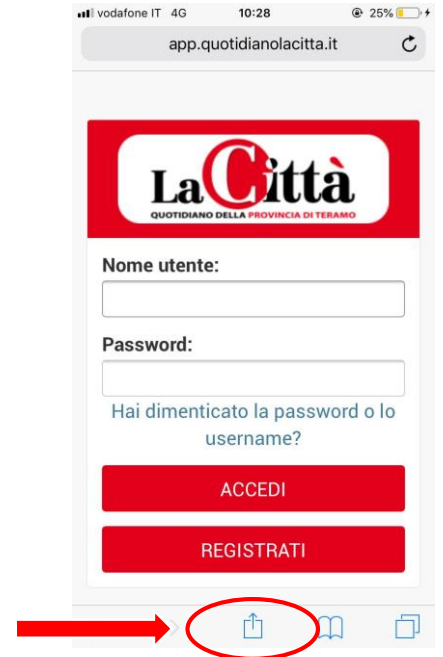 vodafone IT 4G 10:28 25%
app.quotidianolacitta.it
La Città
QUOTIDIANO DELLA PROVINCIA DI TERAMO
Nome utente:
Password:
Hai dimenticato la password o lo
username?
ACCEDI
REGISTRATI